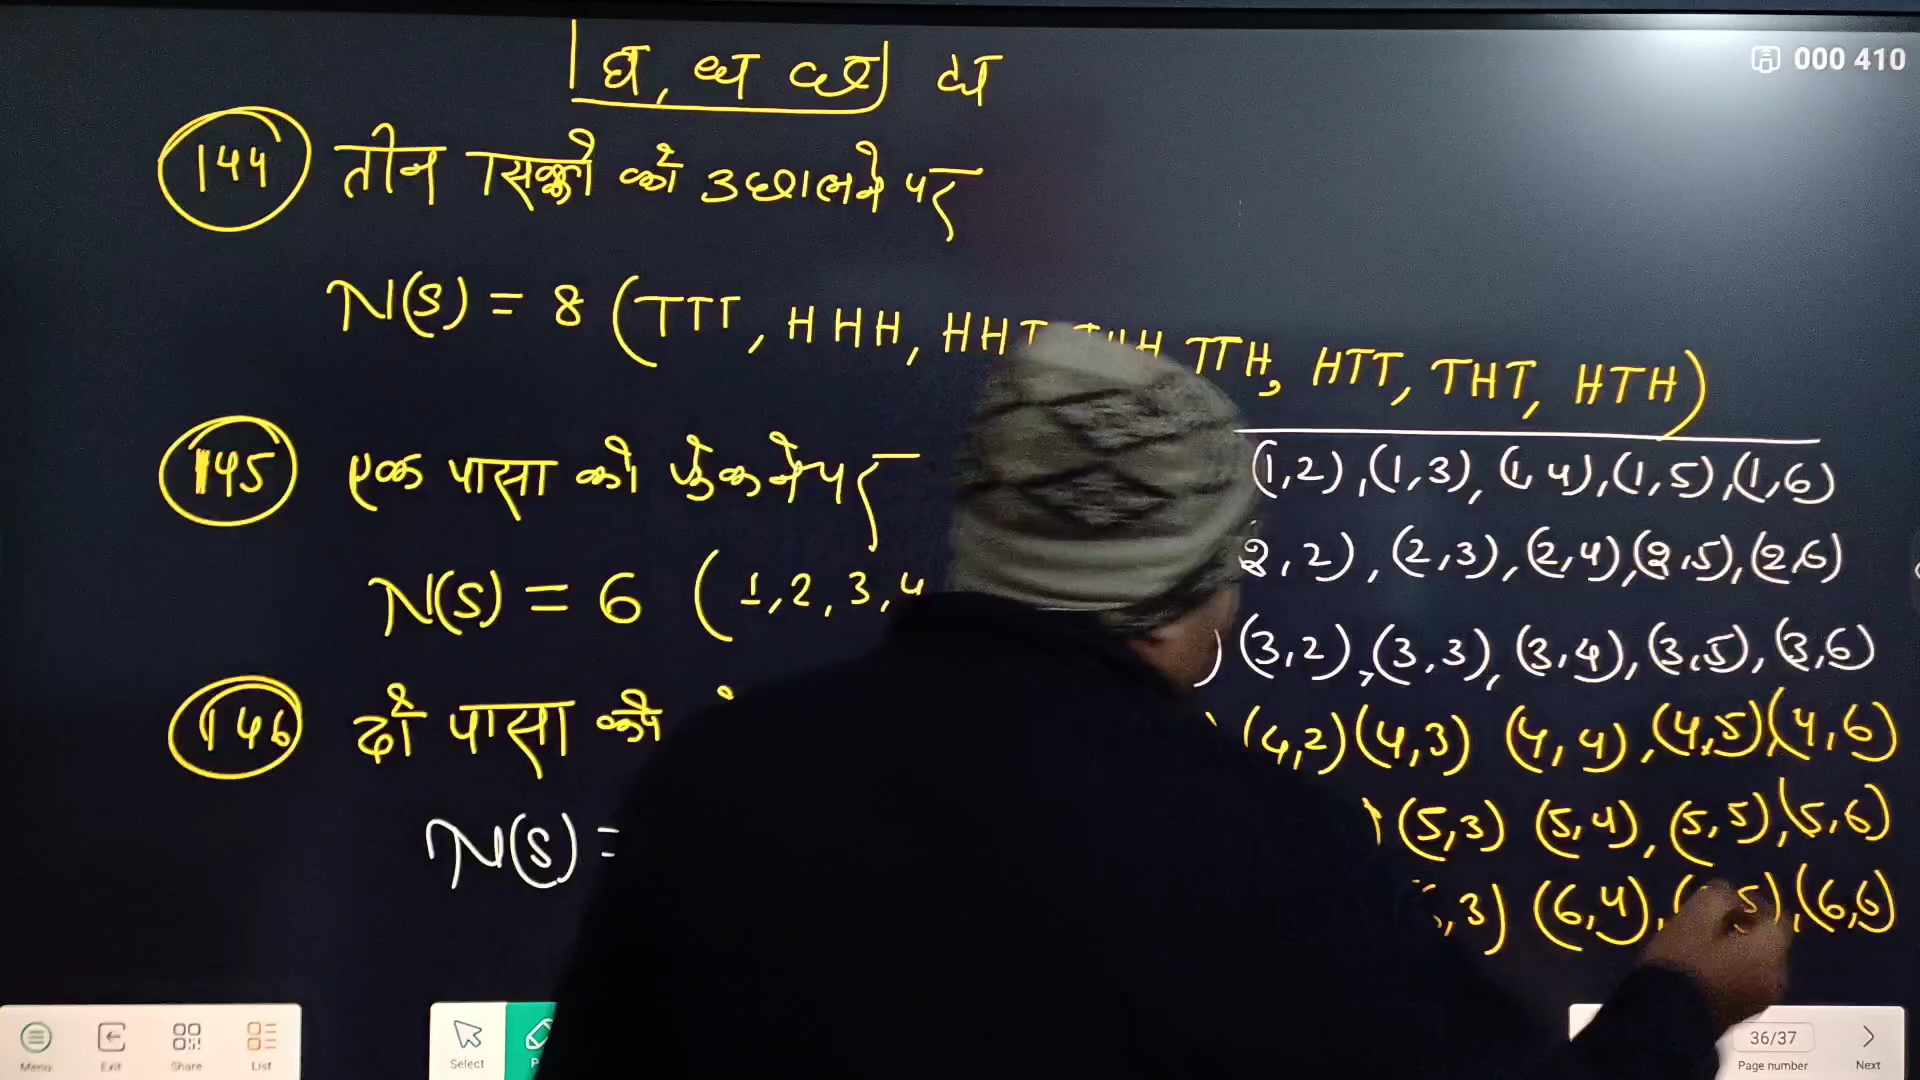 घ, ध छ य
000 410
144 तीन सिक्को को उछालने पर
N(S) = 8 (TTT, HHH, HHT THH TTH, HTT, THT, HTH)
145 एक पासा को फेकने पर
N(S) = 6 (1,2,3,4
146 दो पासा को
N(S) =
(1,2),(1,3),(1,4),(1,5),(1,6)
2,2),(2,3),(2,4)(2,5),(2,6)
)(3,2),(3,3),(3,4),(3,5),(3,6)
(4,2)(4,3) (4,4),(4,5)(4,6)
(5,3) (5,4),(5,5),(5,6)
,3) (6,4),( 5),(6,6)
Menu Exit Share List Select
36/37
Page number
Next